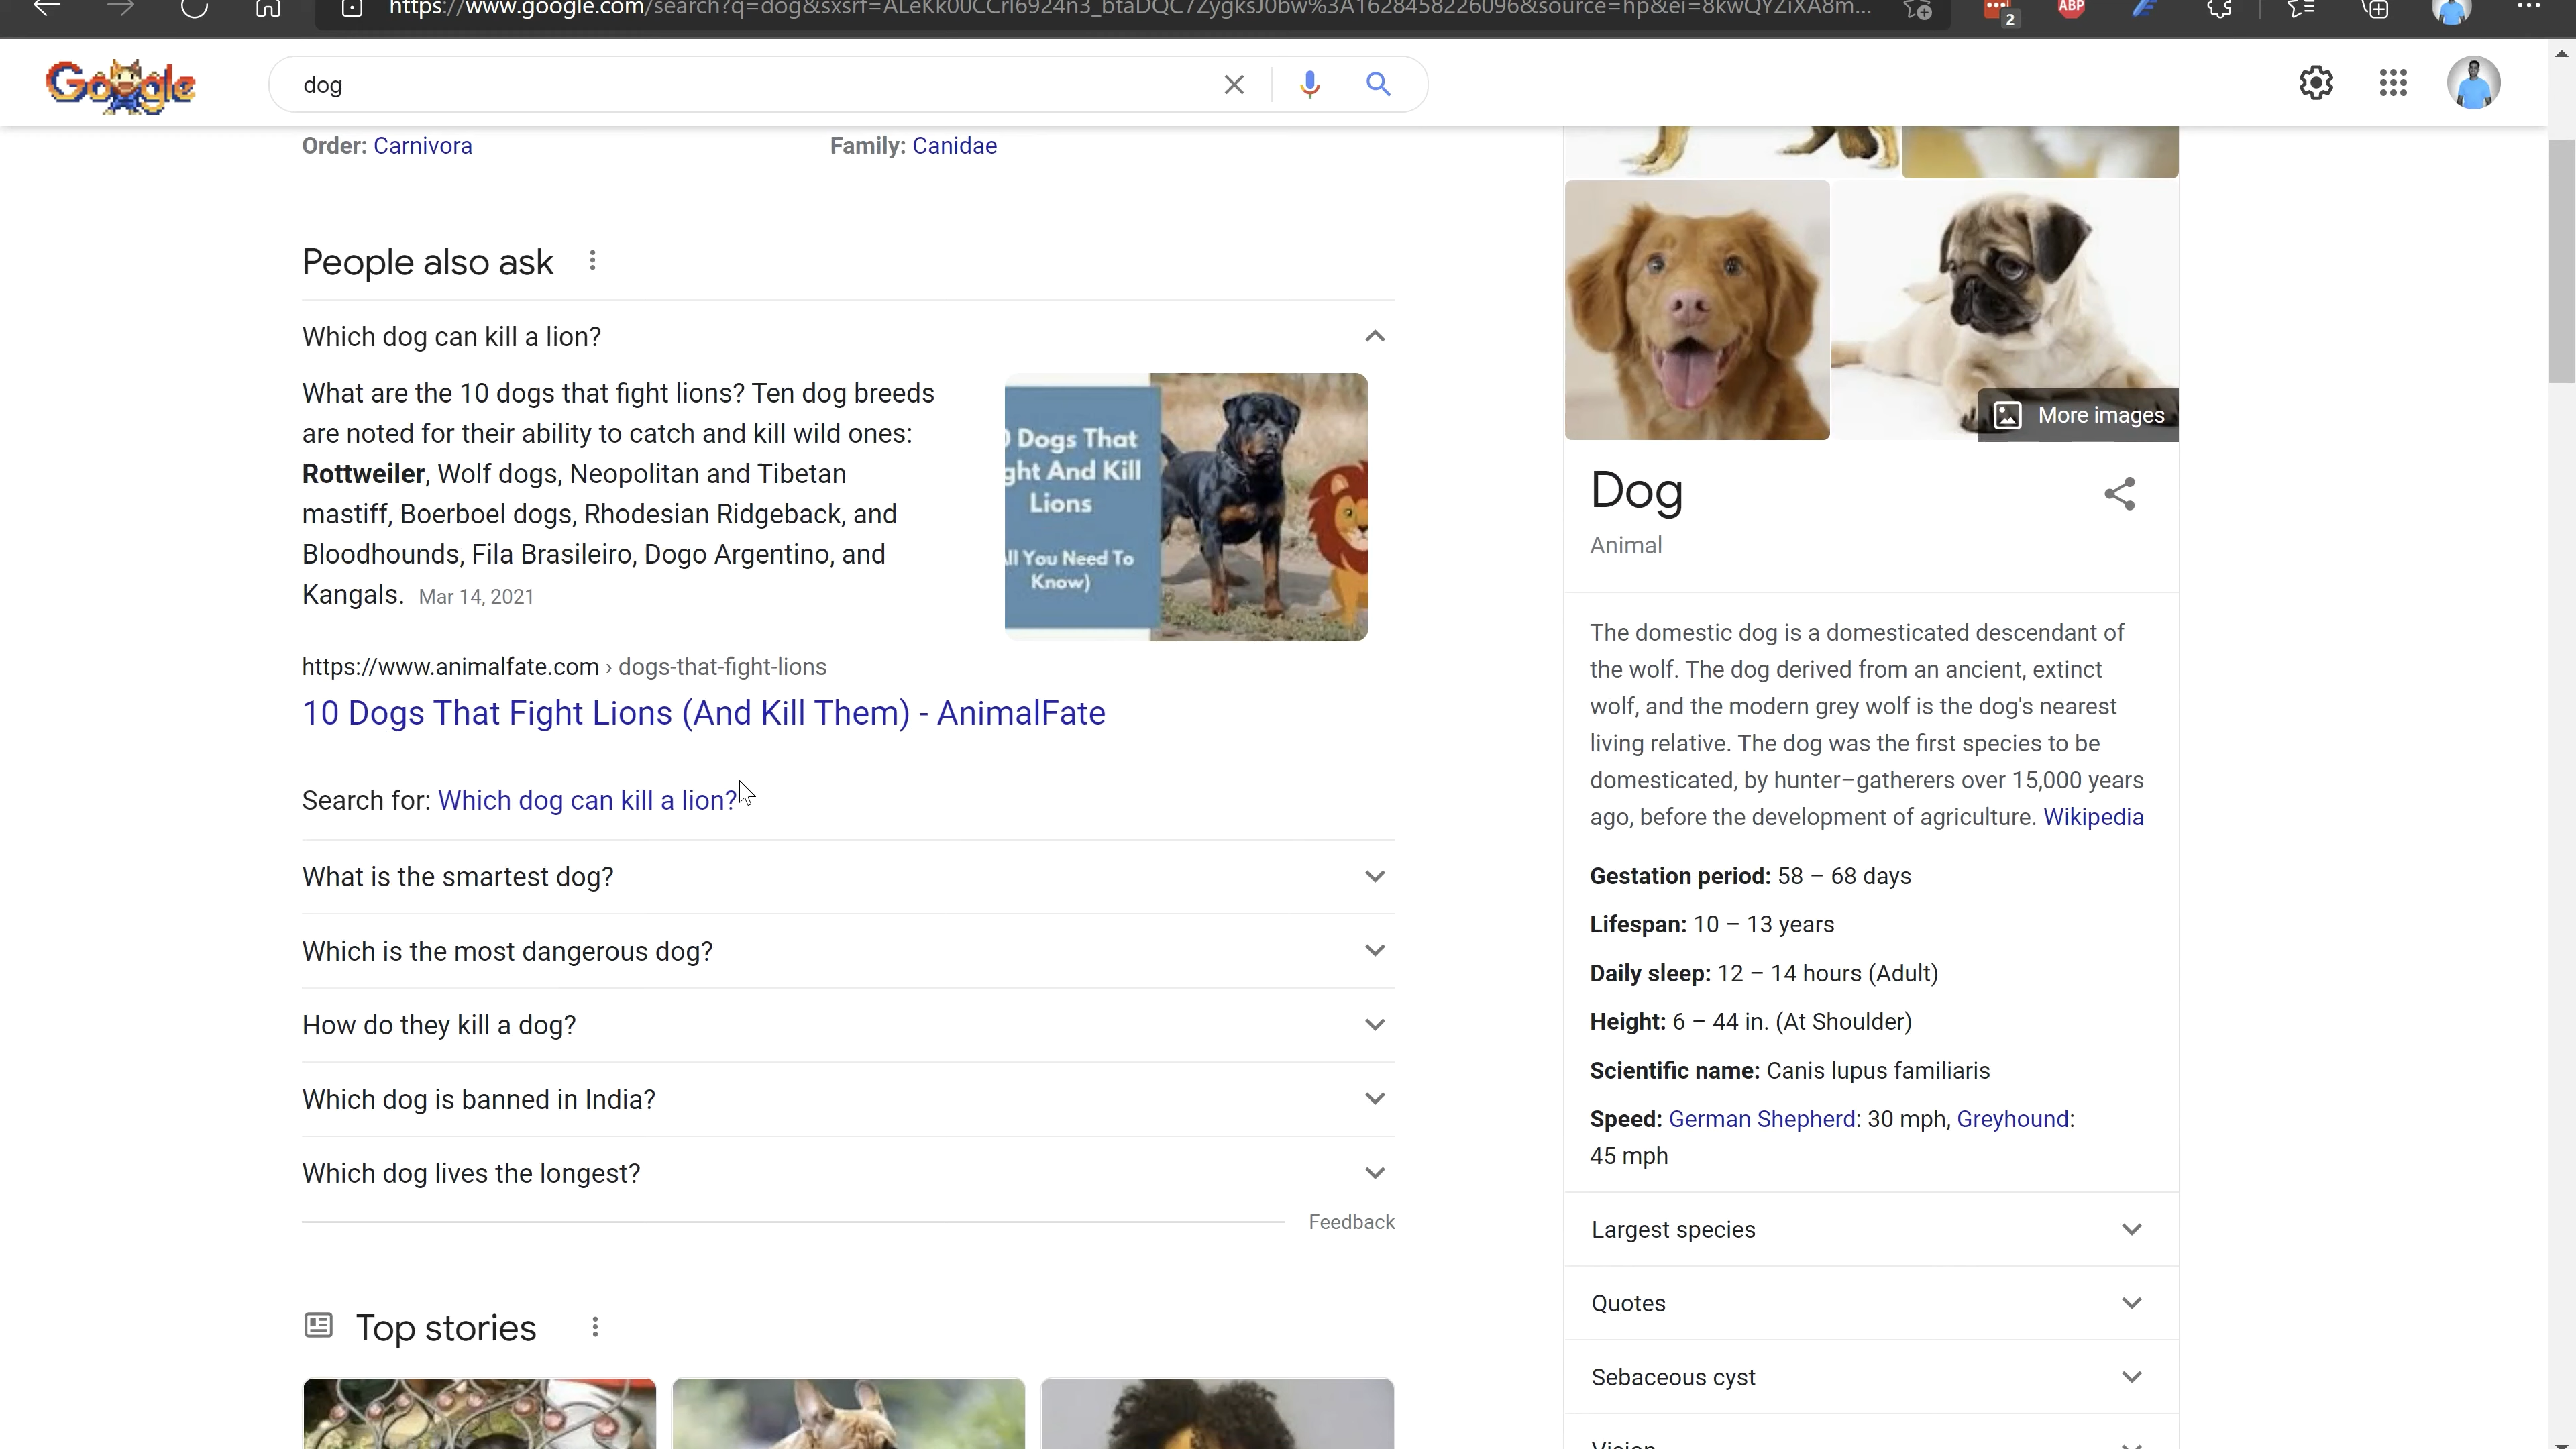 https://www.google.com/search?q=dog&sxsrf=
2
ABP
Google
dog
Order: Carnivora
Family: Canidae
People also ask
Which dog can kill a lion?
What are the 10 dogs that fight lions? Ten dog breeds
are noted for their ability to catch and kill wild ones:
Rottweiler, Wolf dogs, Neopolitan and Tibetan
mastiff, Boerboel dogs, Rhodesian Ridgeback, and
Bloodhounds, Fila Brasileiro, Dogo Argentino, and
Kangals. Mar 14, 2021
Dogs That
And Kill
Lions
You Need To
Know)
https://www.animalfate.com › dogs-that-fight-lions
10 Dogs That Fight Lions (And Kill Them) - AnimalFate
Search for: Which dog can kill a lion?
What is the smartest dog?
Which is the most dangerous dog?
How do they kill a dog?
Which dog is banned in India?
Which dog lives the longest?
Feedback
Top stories
More images
Dog
Animal
The domestic dog is a domesticated descendant of
the wolf. The dog derived from an ancient, extinct
wolf, and the modern grey wolf is the dog's nearest
living relative. The dog was the first species to be
domesticated, by hunter–gatherers over 15,000 years
ago, before the development of agriculture. Wikipedia
Gestation period: 58 – 68 days
Lifespan: 10 – 13 years
Daily sleep: 12 – 14 hours (Adult)
Height: 6 – 44 in. (At Shoulder)
Scientific name: Canis lupus familiaris
Speed: German Shepherd: 30 mph, Greyhound:
45 mph
Largest species
Quotes
Sebaceous cyst